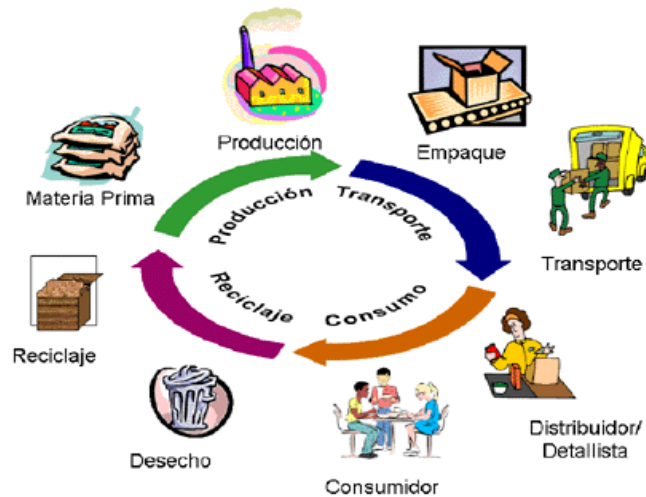 Producción
Empaque
Materia Prima
Transporte
Producción
Transporte
Reciclaje
Consumo
Reciclaje
Distribuidor/
Detallista
Desecho
Consumidor